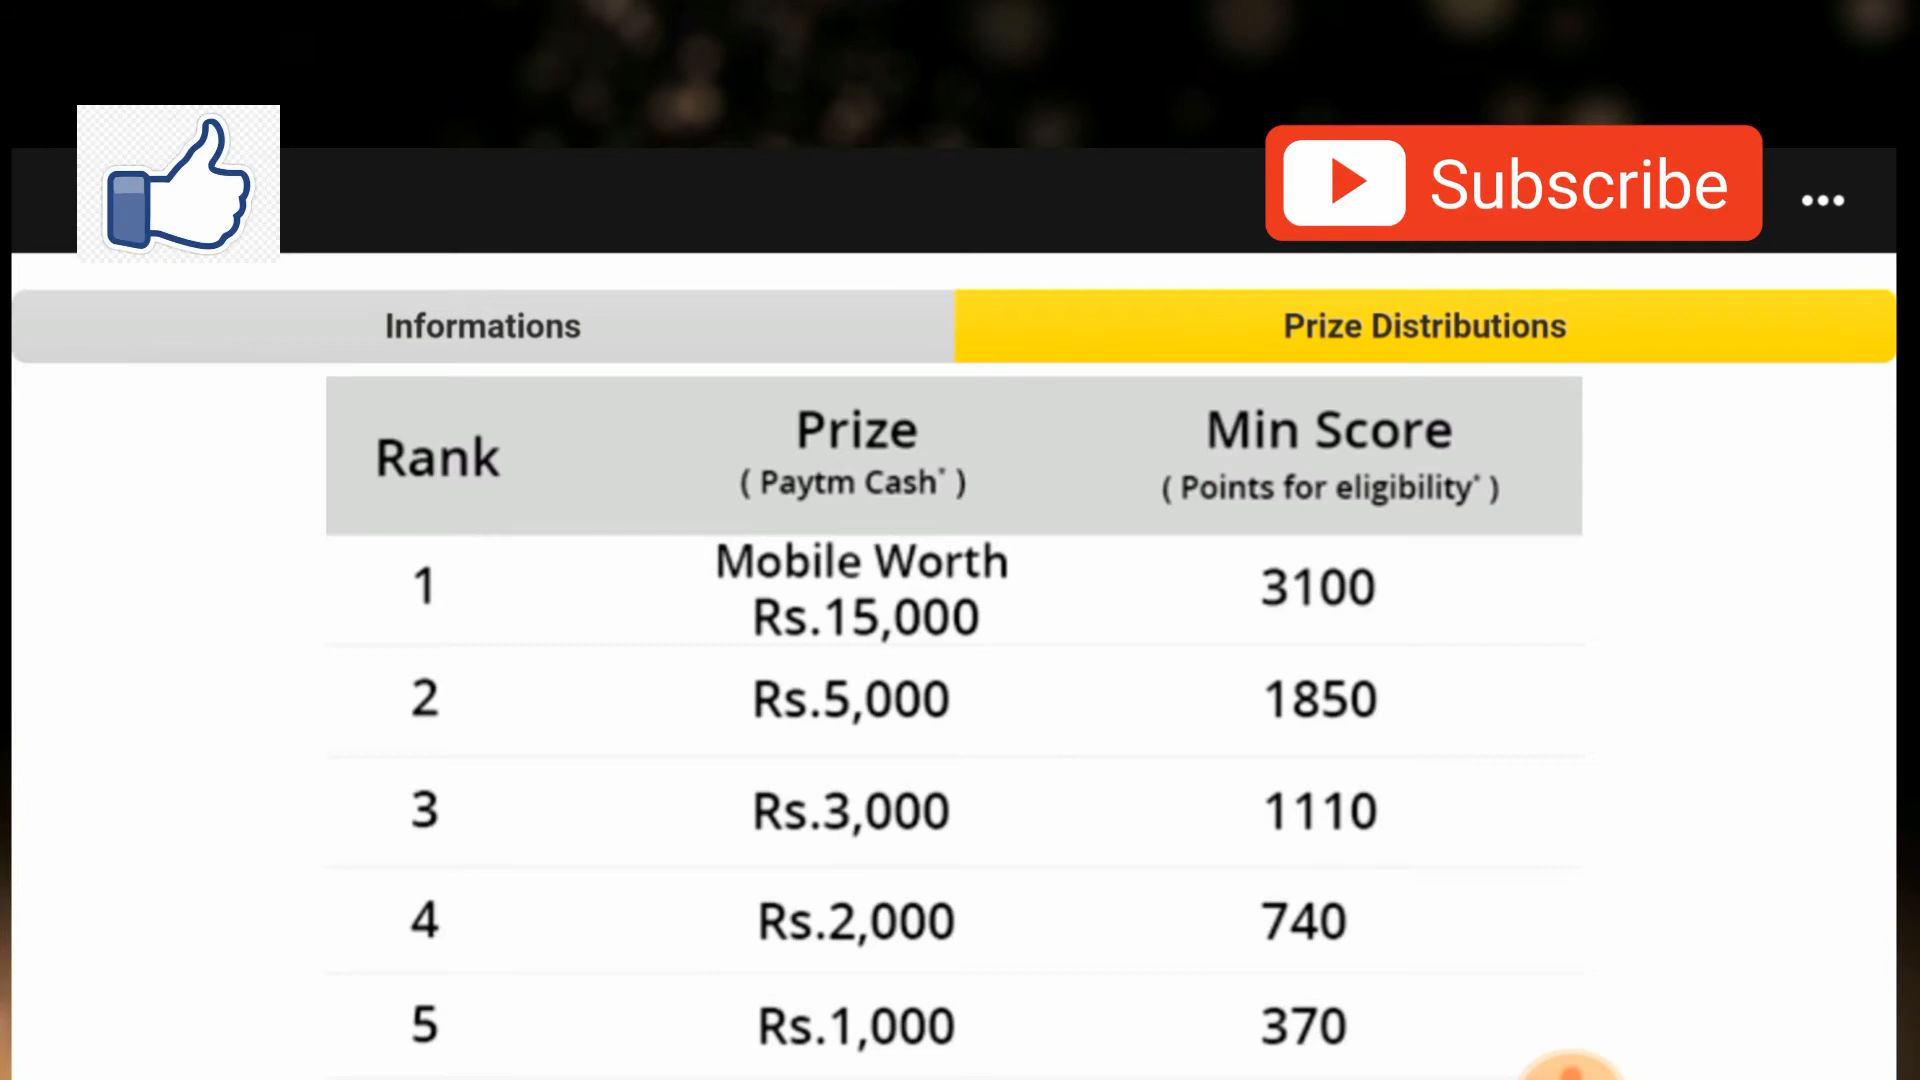 Subscribe
Informations
Prize Distributions
Rank
Prize
Min Score
( Paytm Cash* )
( Points for eligibility* )
1
Mobile Worth
Rs.15,000
3100
2
Rs.5,000
1850
3
Rs.3,000
1110
4
Rs.2,000
740
5
Rs.1,000
370